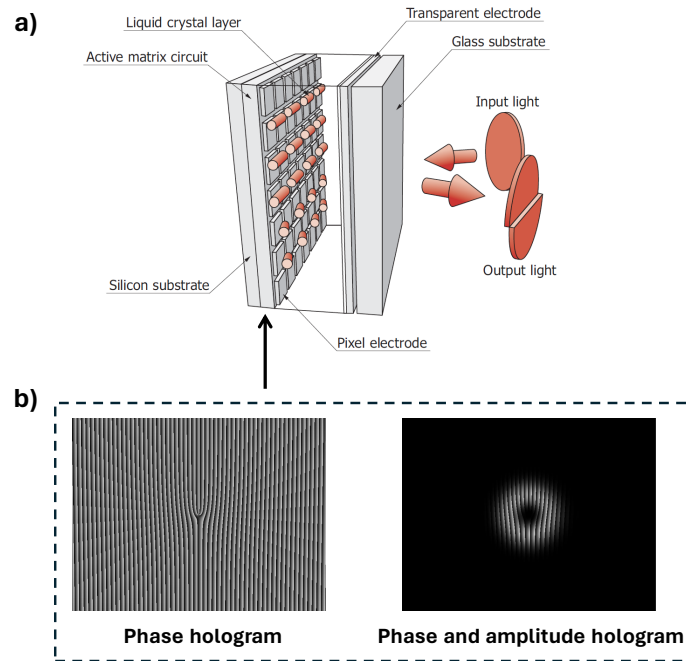 a)
Liquid crystal layer
Transparent electrode
Active matrix circuit
Glass substrate
Input light
Silicon substrate
Output light
Pixel electrode
b)
Phase hologram
Phase and amplitude hologram